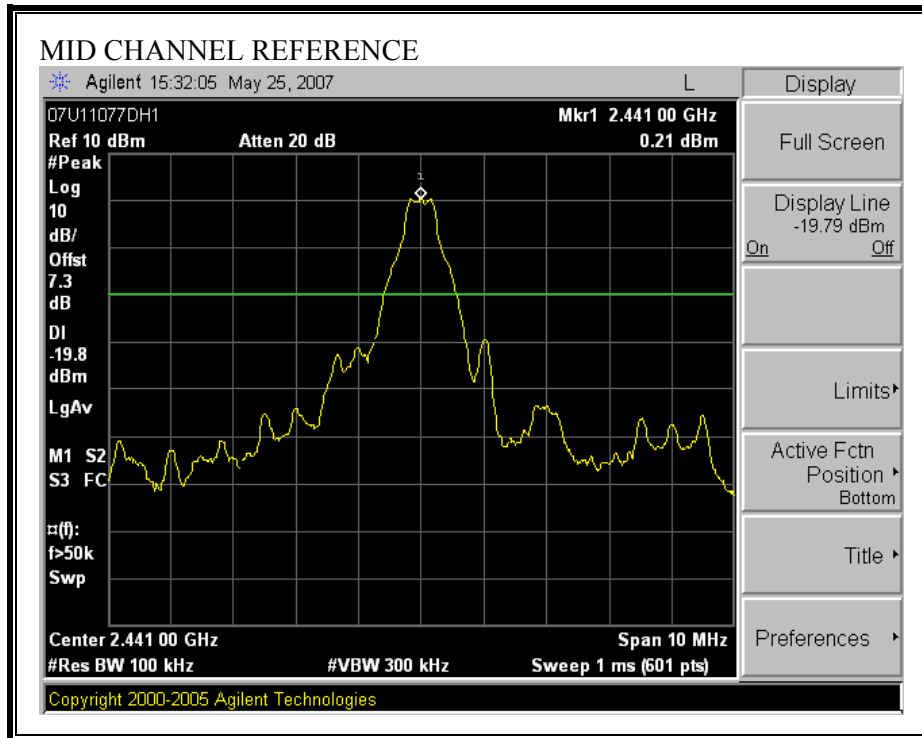 MID CHANNEL REFERENCE
Agilent 15:32:05 May 25, 2007 L
07U11077DH1 Mkr1 2.441 00 GHz
Ref 10 dBm Atten 20 dB 0.21 dBm
#Peak
Log
10
dB/
Offst
7.3
dB
DI
-19.8
dBm
LgAv
M1 S2
S3 FC
¤(f):
f>50k
Swp
1
Center 2.441 00 GHz Span 10 MHz
#Res BW 100 kHz #VBW 300 kHz Sweep 1 ms (601 pts)
Copyright 2000-2005 Agilent Technologies
Display
Full Screen
Display Line
-19.79 dBm
On Off
Limits
Active Fctn
Position
Bottom
Title
Preferences